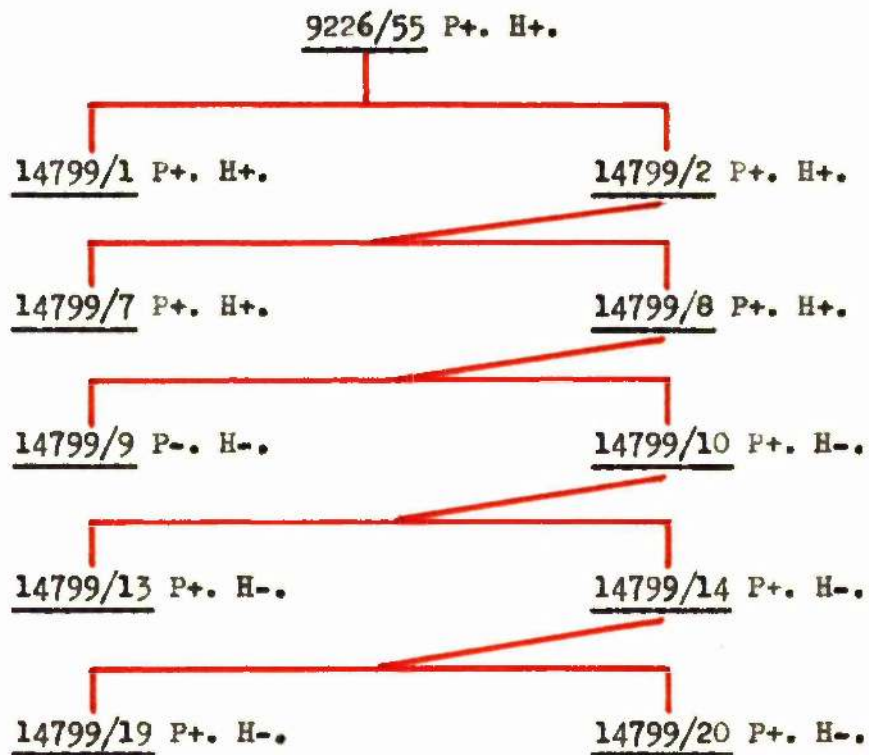 9226/55 P+. H+.
14799/1 P+. H+. 14799/2 P+. H+.
14799/7 P+. H+. 14799/8 P+. H+.
14799/9 P-. H-. 14799/10 P+. H-.
14799/13 P+. H-. 14799/14 P+. H-.
14799/19 P+. H-. 14799/20 P+. H-.